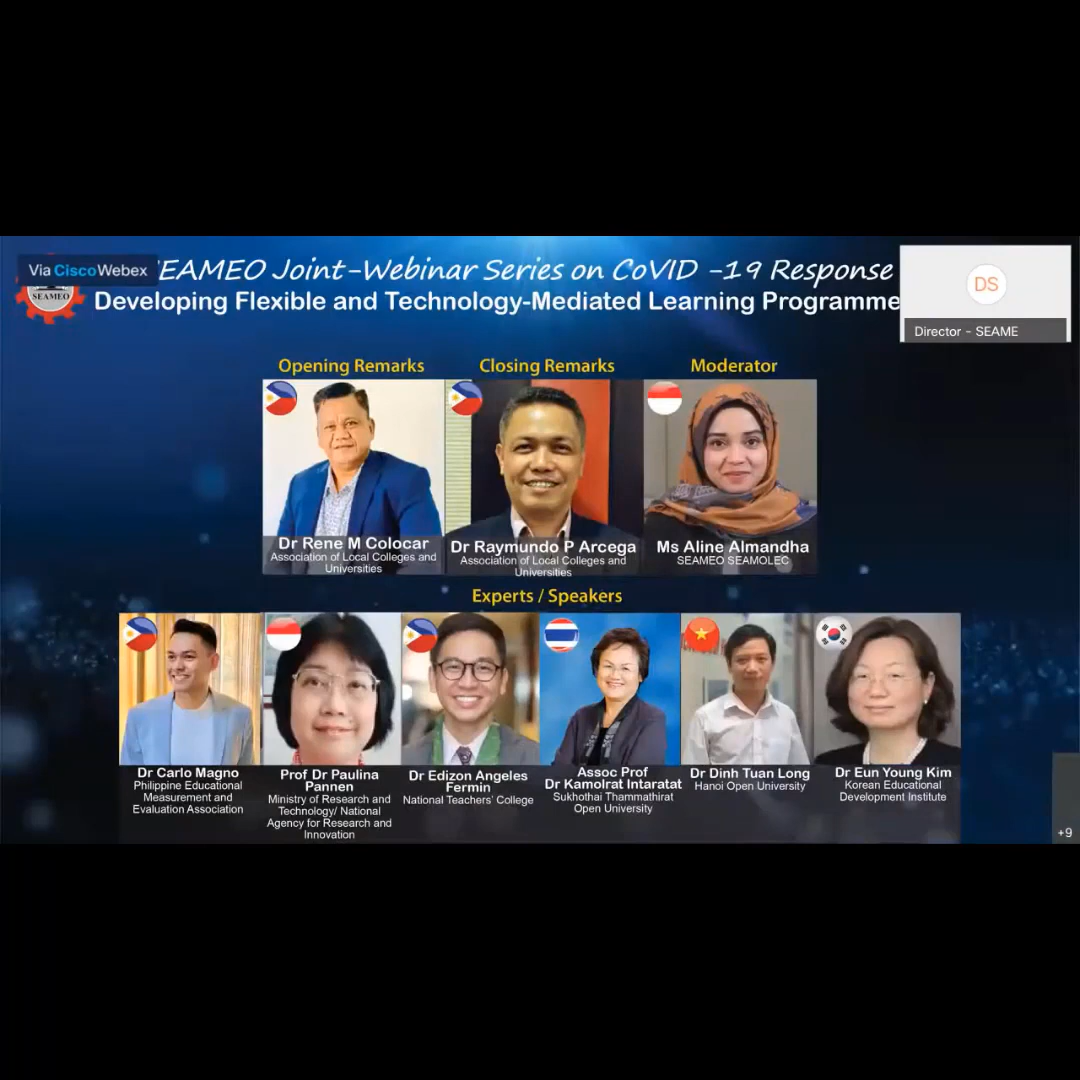 Via CiscoWebex
SEAMEO
EAMEO Joint-Webinar Series on CoVID -19 Response
Developing Flexible and Technology-Mediated Learning Programme
DS
Director - SEAME
Opening Remarks
Closing Remarks
Moderator
Dr Rene M Colocar
Association of Local Colleges and
Universities
Dr Raymundo P Arcega
Association of Local Colleges and
Universities
Ms Aline Almandha
SEAMEO SEAMOLEC
Experts / Speakers
Dr Carlo Magno
Philippine Educational
Measurement and
Evaluation Association
Prof Dr Paulina
Pannen
Ministry of Research and
Technology/ National
Agency for Research and
Innovation
Dr Edizon Angeles
Fermin
National Teachers' College
Assoc Prof
Dr Kamolrat Intaratat
Sukhothai Thammathirat
Open University
Dr Dinh Tuan Long
Hanoi Open University
Dr Eun Young Kim
Korean Educational
Development Institute
+9